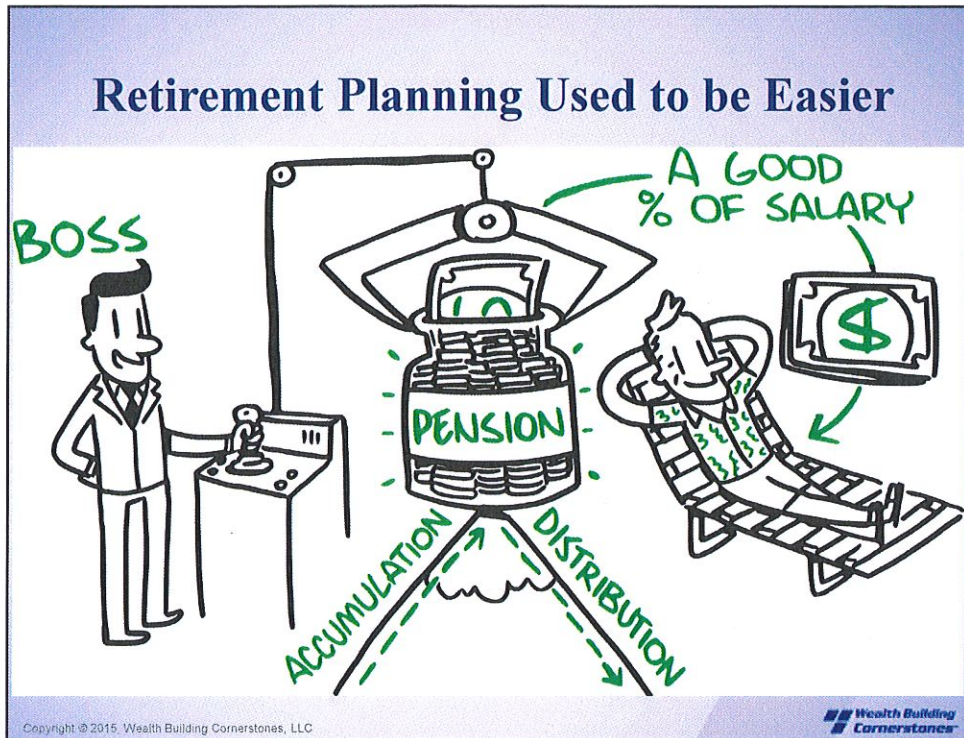 Retirement Planning Used to be Easier
BOSS
A GOOD
% OF SALARY
$
PENSION
ACCUMULATION
DISTRIBUTION
Copyright © 2015, Wealth Building Cornerstones, LLC
Wealth Building
Cornerstones™